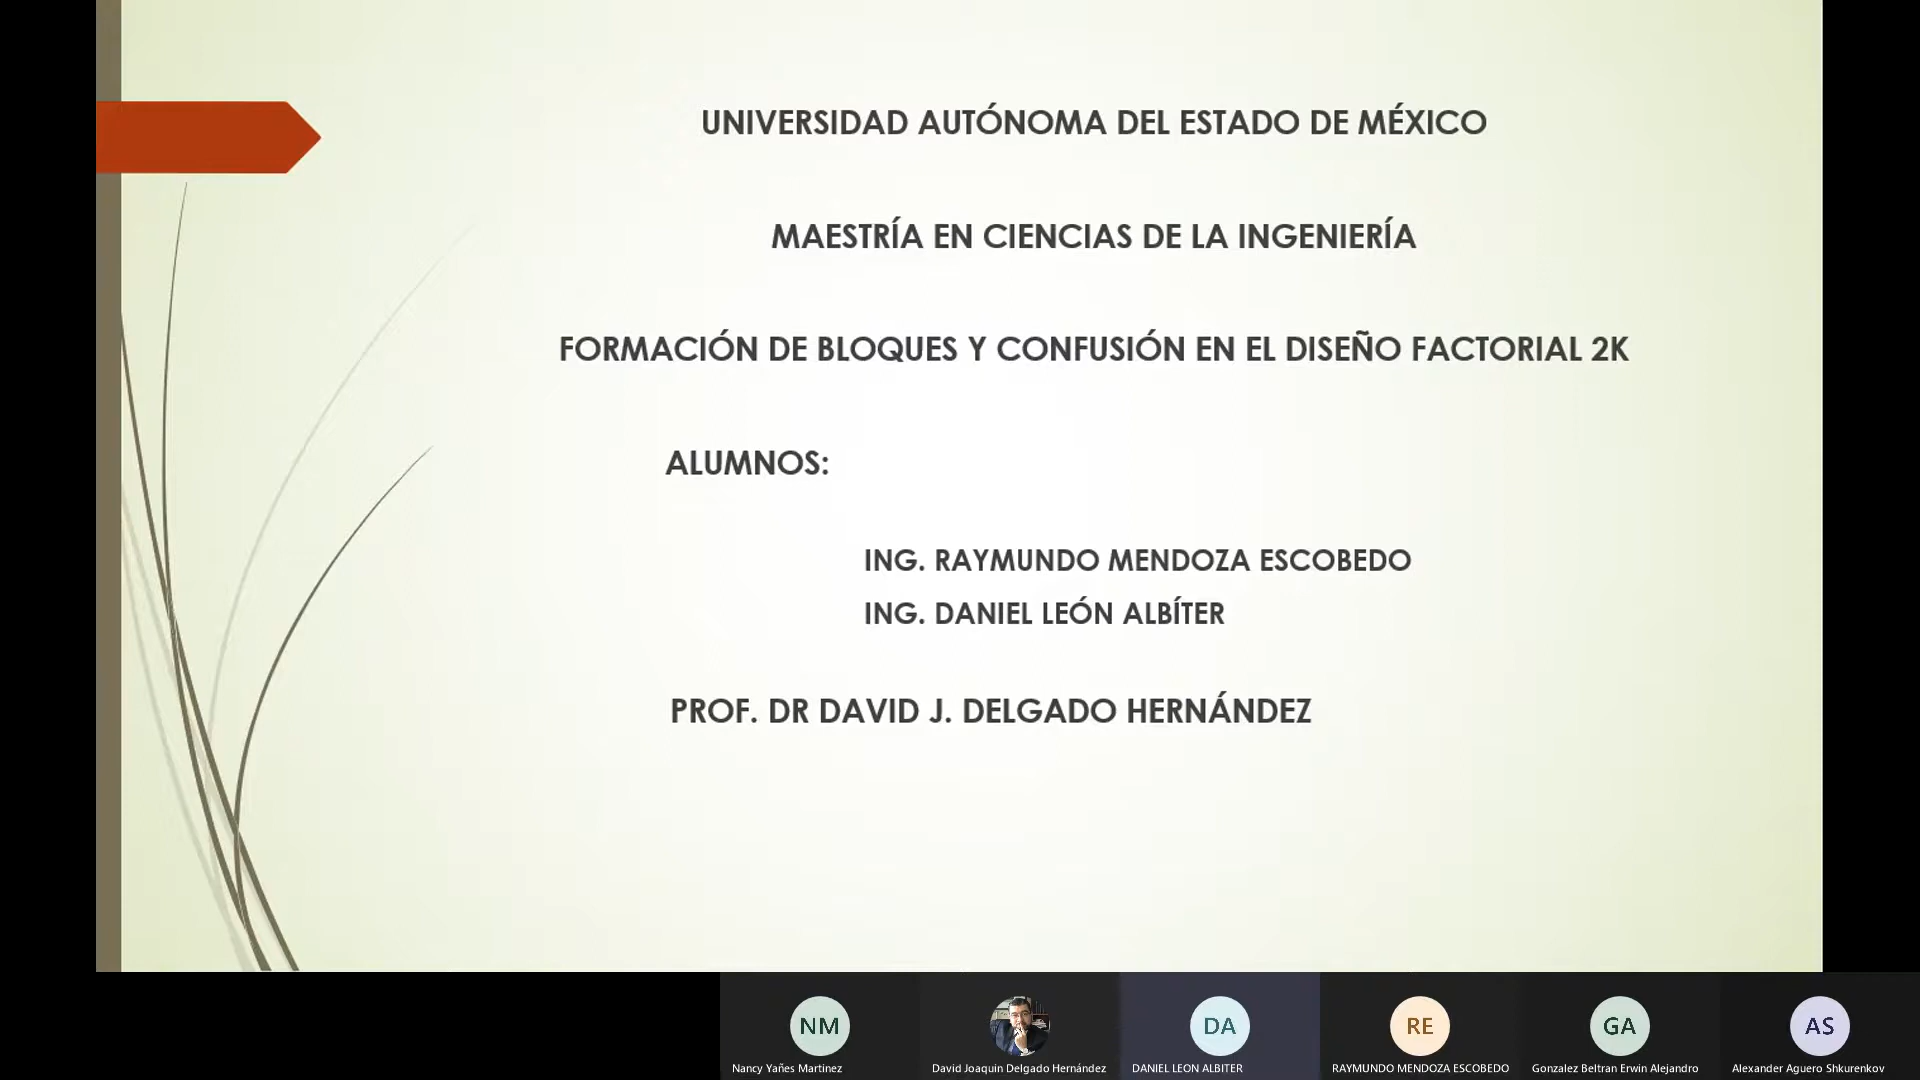 UNIVERSIDAD AUTÓNOMA DEL ESTADO DE MÉXICO
MAESTRÍA EN CIENCIAS DE LA INGENIERÍA
FORMACIÓN DE BLOQUES Y CONFUSIÓN EN EL DISEÑO FACTORIAL 2K
ALUMNOS:
ING. RAYMUNDO MENDOZA ESCOBEDO
ING. DANIEL LEÓN ALBÍTER
PROF. DR DAVID J. DELGADO HERNÁNDEZ
NM
DA
RE
GA
AS
Nancy Yañes Martinez
David Joaquin Delgado Hernández
DANIEL LEON ALBITER
RAYMUNDO MENDOZA ESCOBEDO
Gonzalez Beltran Erwin Alejandro
Alexander Aguero Shkurenkov